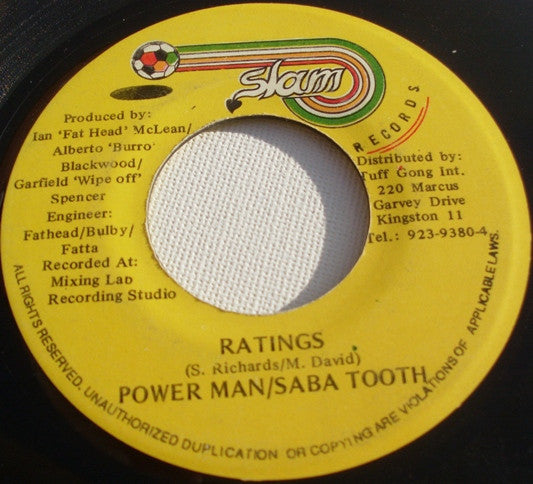 slam
RECORDS
Produced by:
Ian 'Fat Head' McLean/
Alberto 'Burro'
Blackwood/
Garfield 'Wipe off'
Spencer
Engineer:
Fathead/Bulby/
Fatta
Recorded At:
Mixing Lab
Recording Studio
Distributed by:
Tuff Gong Int.
220 Marcus
Garvey Drive
Kingston 11
Tel.: 923-9380-4
RATINGS
(S. Richards/M. David)
POWER MAN/SABA TOOTH
ALL RIGHTS RESERVED. UNAUTHORIZED DUPLICATION OR COPYING ARE VIOLATIONS OF APPLICABLE LAWS.